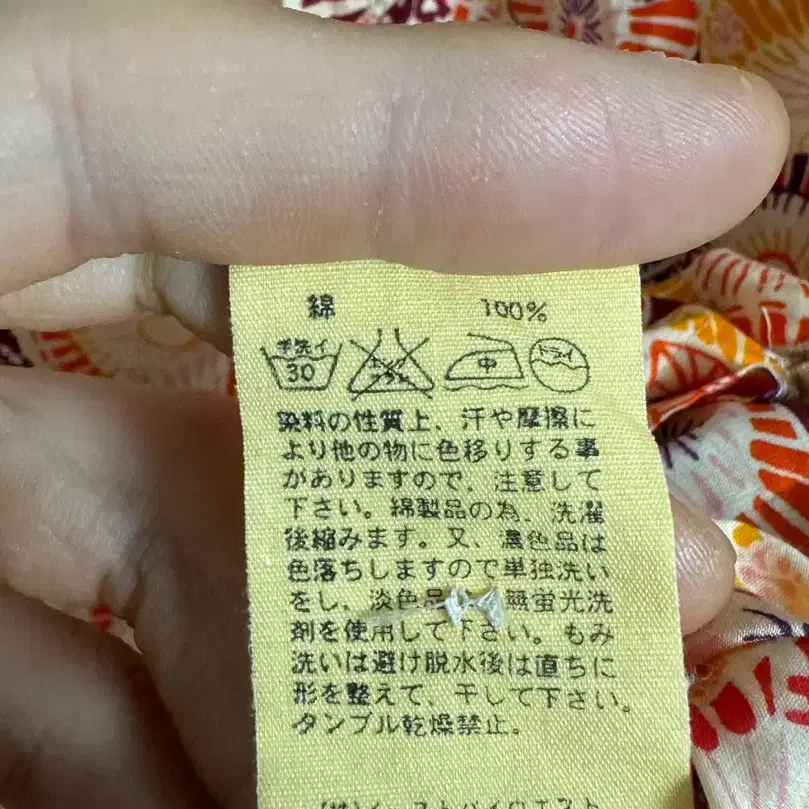 綿 100%
手洗イ 30 エンソ 中 ドライ
染料の性質上、汗や摩擦に
より他の物に色移りする事
がありますので、注意して
下さい。綿製品の為、洗濯
後縮みます。又、濃色品は
色落ちしますので単独洗い
をし、淡色品 無蛍光洗
剤を使用して下さい。もみ
洗いは避け脱水後は直ちに
形を整えて、干して下さい。
タンブル乾燥禁止。